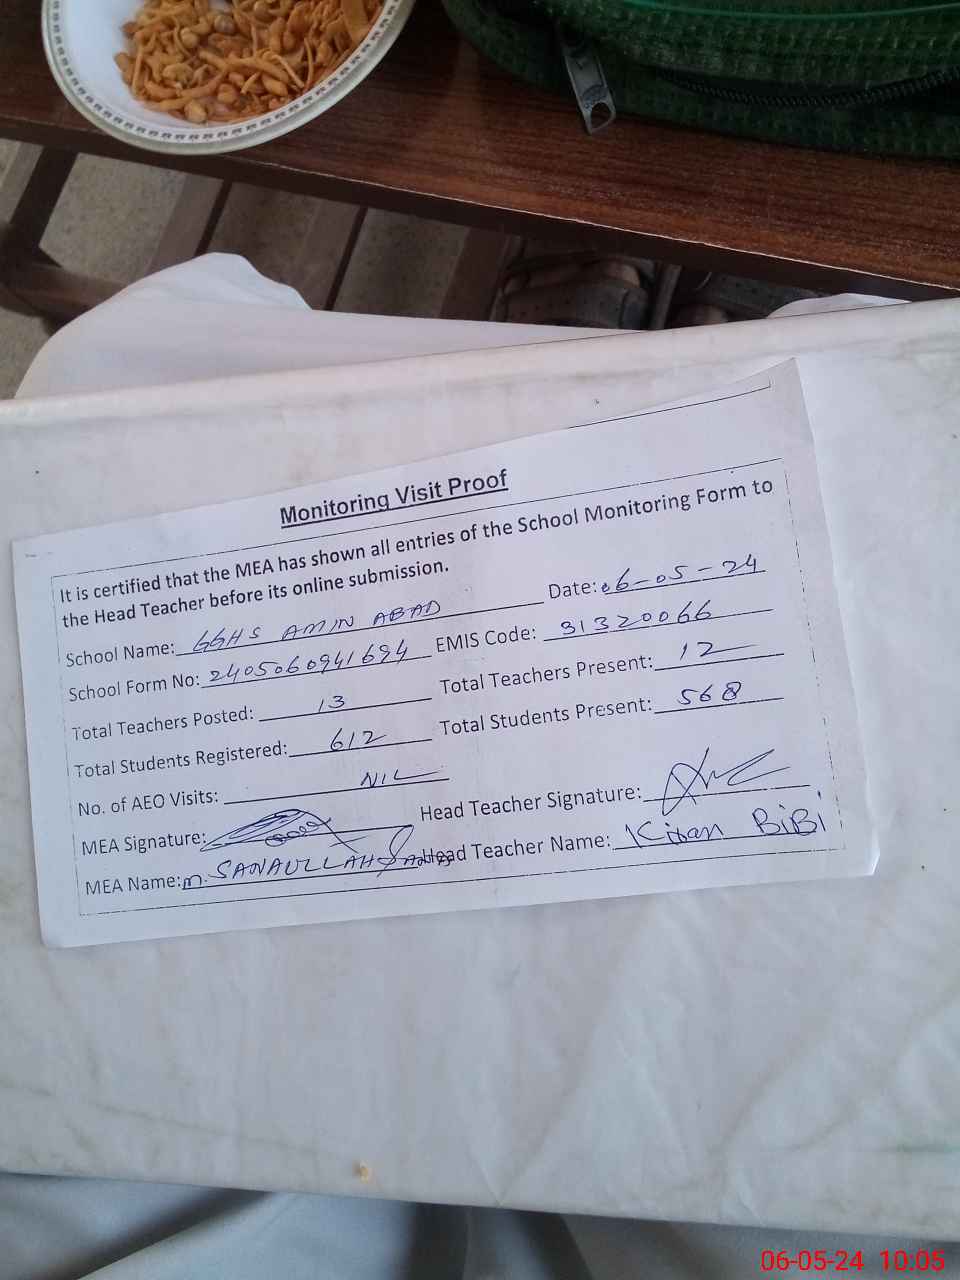 Monitoring Visit Proof
It is certified that the MEA has shown all entries of the School Monitoring Form to
the Head Teacher before its online submission.
School Name: GGHS AMIN ABAD Date: 06-05-24
School Form No: 2405060941694 EMIS Code: 31320066
Total Teachers Posted: 13 Total Teachers Present: 12
Total Students Registered: 612 Total Students Present: 568
No. of AEO Visits: NIL
MEA Signature: Head Teacher Signature:
MEA Name: M. SANAULLAH Head Teacher Name: Kiran BiBi
06-05-24 10:05